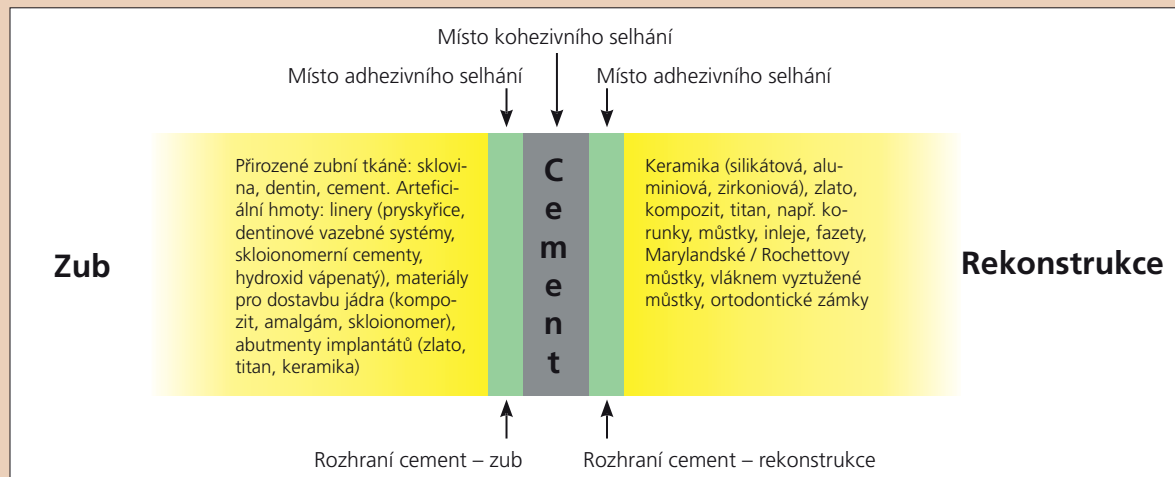 Místo kohezivního selhání
Místo adhezivního selhání
Místo adhezivního selhání
Zub
Přirozené zubní tkáně: sklovi-
na, dentin, cement. Arteficí-
ální hmoty: linery (pryskyřice,
dentinové vazebné systémy,
skloionomerní cementy,
hydroxid vápenatý), materiály
pro dostavbu jádra (kompo-
zit, amalgám, skloionomer),
abutmenty implantátů (zlato,
titan, keramika)
Cement
Keramika (silikátová, alu-
miniová, zirkoniová), zlato,
kompozit, titan, např. ko-
runky, můstky, inleje, fazety,
Marylandské / Rochettovy
můstky, vláknem vyztužené
můstky, ortodontické zámky
Rekonstrukce
Rozhraní cement – zub
Rozhraní cement – rekonstrukce